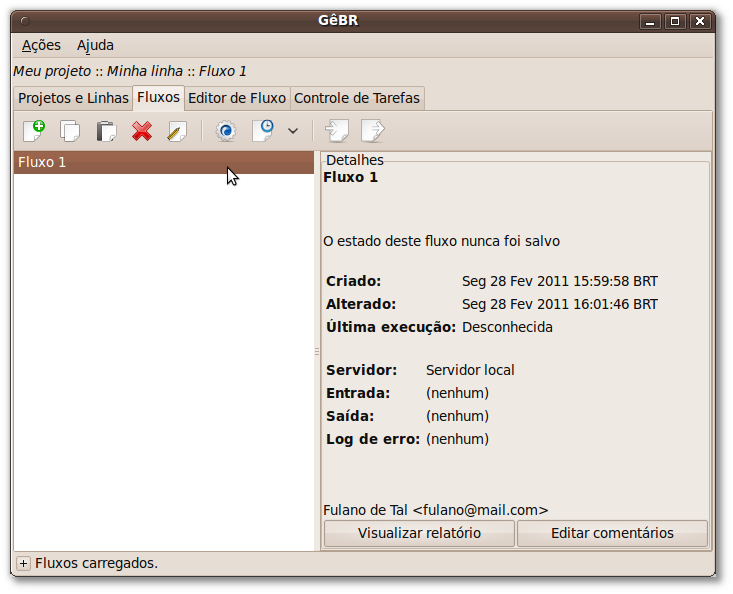 GêBR
Ações Ajuda
Meu projeto :: Minha linha :: Fluxo 1
Projetos e Linhas Fluxos Editor de Fluxo Controle de Tarefas
Fluxo 1
Detalhes
Fluxo 1
O estado deste fluxo nunca foi salvo
Criado: Seg 28 Fev 2011 15:59:58 BRT
Alterado: Seg 28 Fev 2011 16:01:46 BRT
Última execução: Desconhecida
Servidor: Servidor local
Entrada: (nenhum)
Saída: (nenhum)
Log de erro: (nenhum)
Fulano de Tal <fulano@mail.com>
Visualizar relatório Editar comentários
Fluxos carregados.